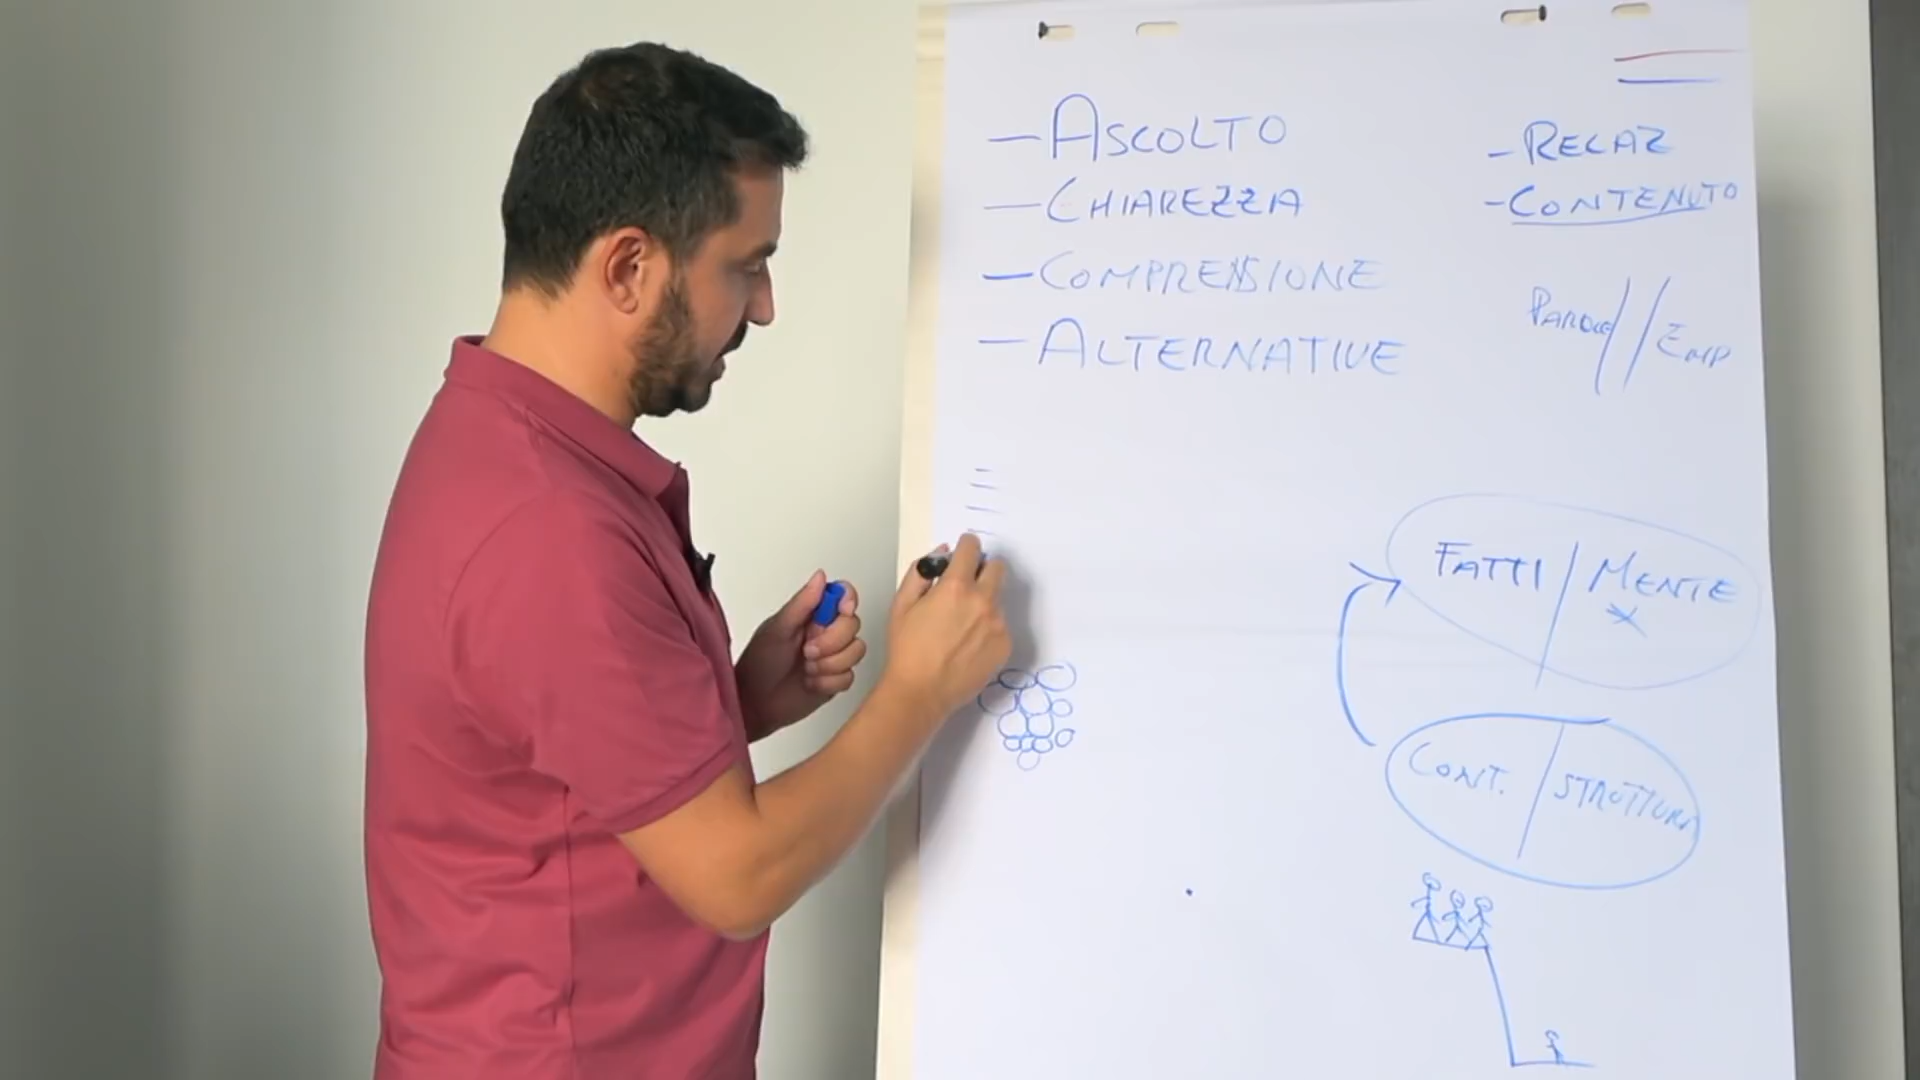 — ASCOLTO
— CHIAREZZA
— COMPRENSIONE
— ALTERNATIVE
- RELAZ
- CONTENUTO
PAROLE // EMP
FATTI / MENTE
CONT. / STRUTTURA